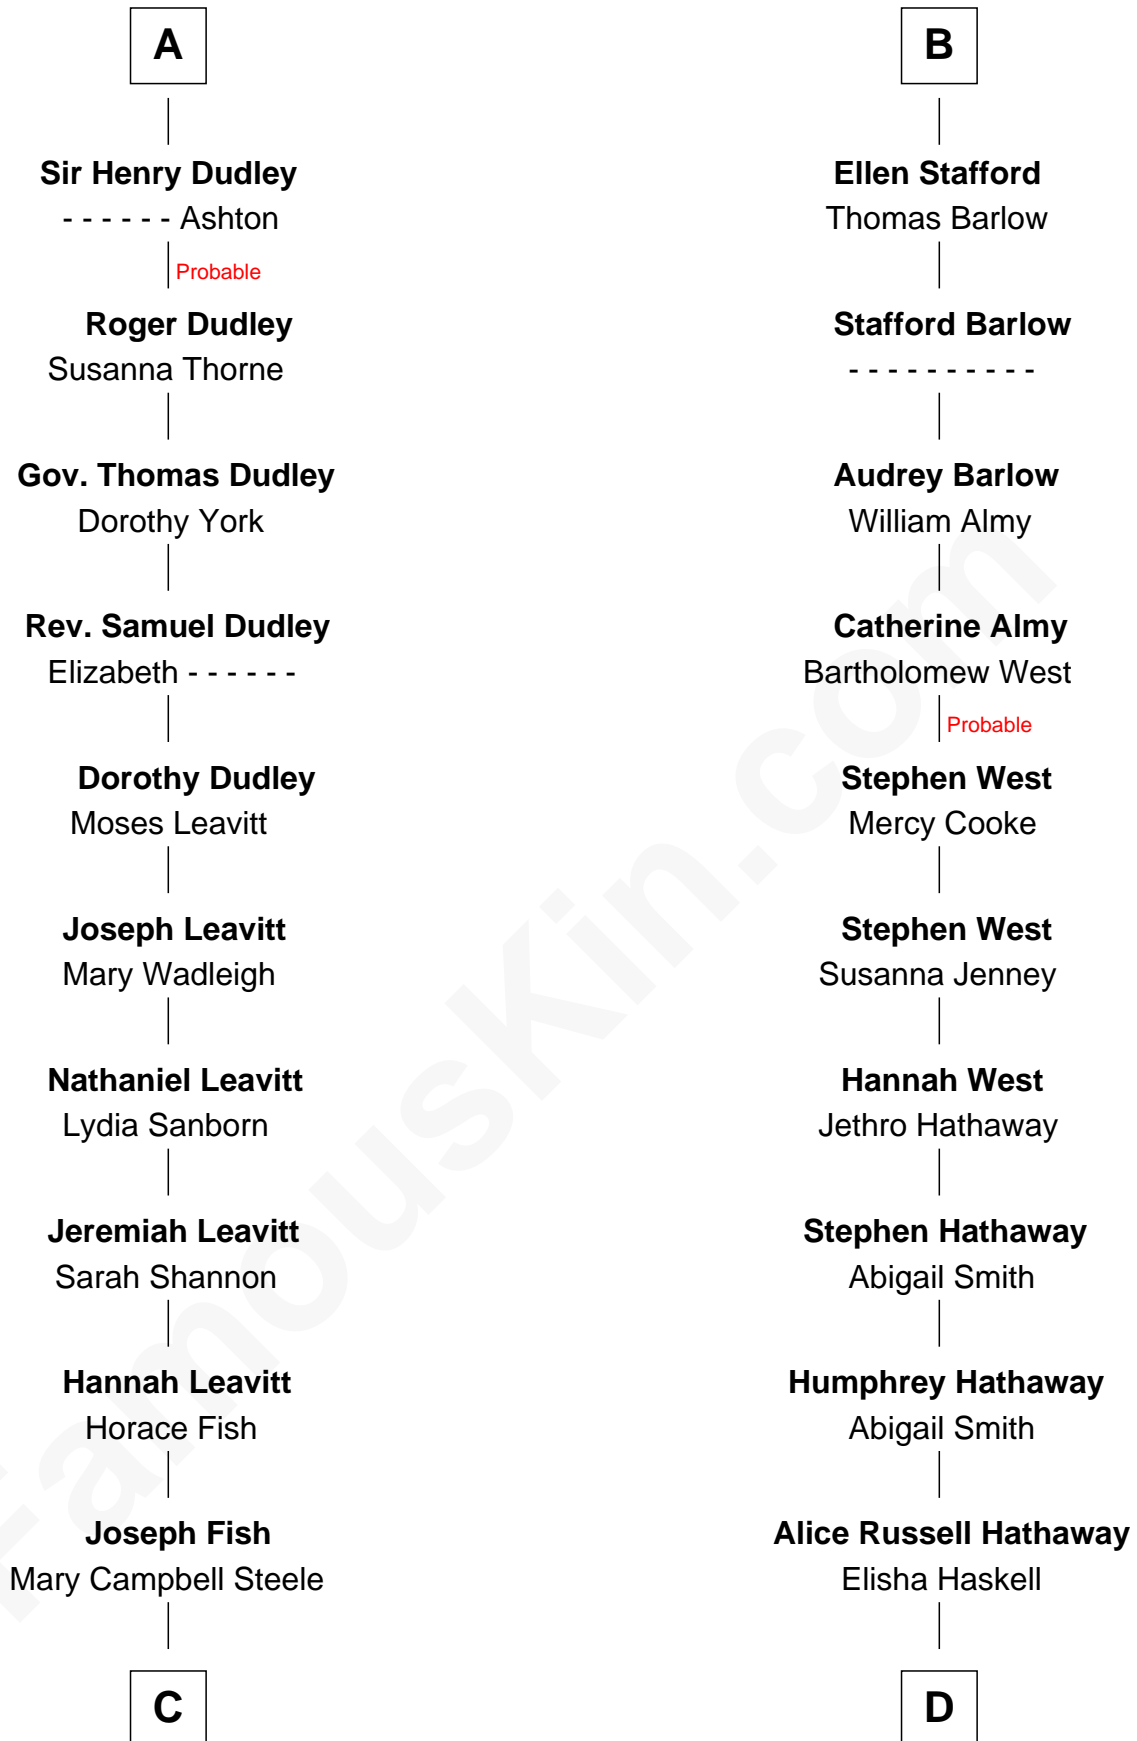 A
Sir Henry Dudley
- - - - - - Ashton
Probable
Roger Dudley
Susanna Thorne
Gov. Thomas Dudley
Dorothy York
Rev. Samuel Dudley
Elizabeth - - - - - -
Dorothy Dudley
Moses Leavitt
Joseph Leavitt
Mary Wadleigh
Nathaniel Leavitt
Lydia Sanborn
Jeremiah Leavitt
Sarah Shannon
Hannah Leavitt
Horace Fish
Joseph Fish
Mary Campbell Steele
C
B
Ellen Stafford
Thomas Barlow
Stafford Barlow
- - - - - - - - - -
Audrey Barlow
William Almy
Catherine Almy
Bartholomew West
Probable
Stephen West
Mercy Cooke
Stephen West
Susanna Jenney
Hannah West
Jethro Hathaway
Stephen Hathaway
Abigail Smith
Humphrey Hathaway
Abigail Smith
Alice Russell Hathaway
Elisha Haskell
D
FamousKin.com